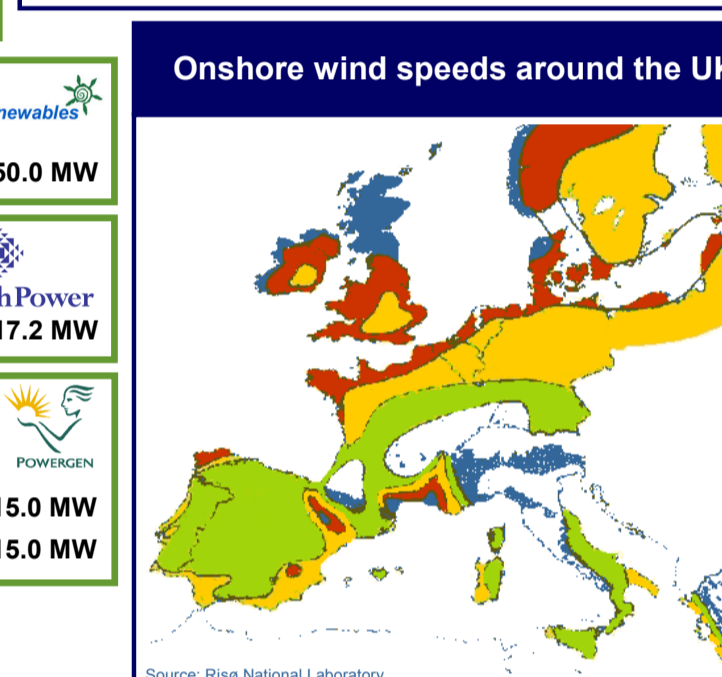 Onshore wind speeds around the UK
newables
50.0 MW
hPower
17.2 MW
POWERGEN
15.0 MW
15.0 MW
Source: Risø National Laboratory